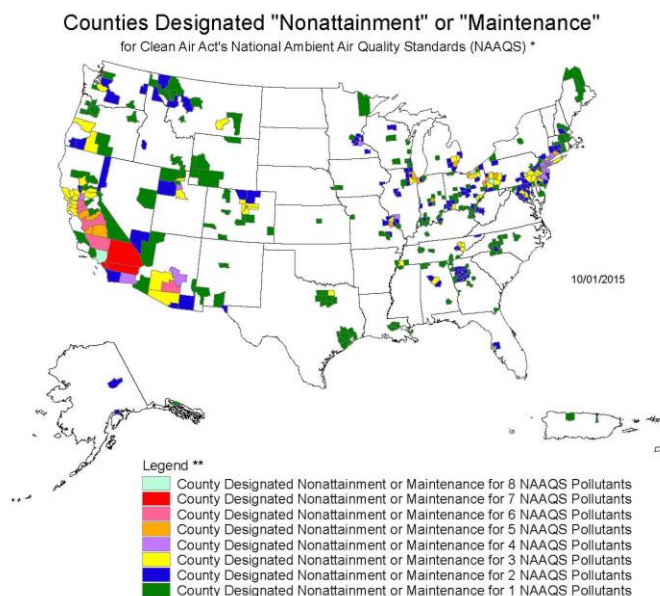 Counties Designated "Nonattainment" or "Maintenance"
for Clean Air Act's National Ambient Air Quality Standards (NAAQS) *
10/01/2015
Legend **
County Designated Nonattainment or Maintenance for 8 NAAQS Pollutants
County Designated Nonattainment or Maintenance for 7 NAAQS Pollutants
County Designated Nonattainment or Maintenance for 6 NAAQS Pollutants
County Designated Nonattainment or Maintenance for 5 NAAQS Pollutants
County Designated Nonattainment or Maintenance for 4 NAAQS Pollutants
County Designated Nonattainment or Maintenance for 3 NAAQS Pollutants
County Designated Nonattainment or Maintenance for 2 NAAQS Pollutants
County Designated Nonattainment or Maintenance for 1 NAAQS Pollutants